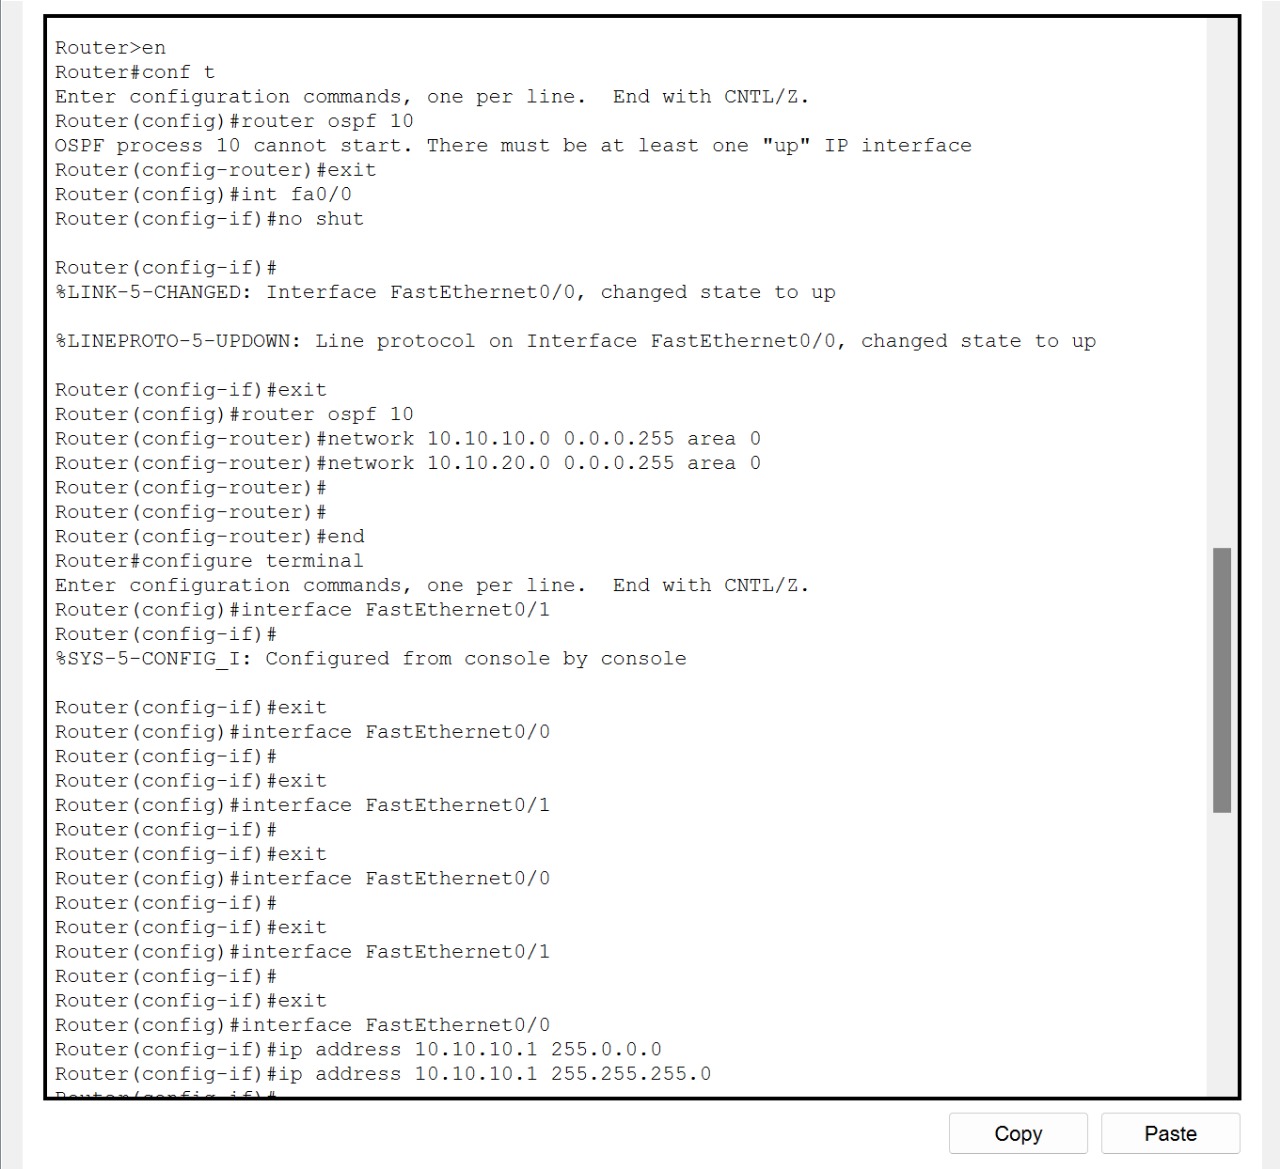 Router>en
Router#conf t
Enter configuration commands, one per line.  End with CNTL/Z.
Router(config)#router ospf 10
OSPF process 10 cannot start. There must be at least one "up" IP interface
Router(config-router)#exit
Router(config)#int fa0/0
Router(config-if)#no shut
Router(config-if)#
%LINK-5-CHANGED: Interface FastEthernet0/0, changed state to up
%LINEPROTO-5-UPDOWN: Line protocol on Interface FastEthernet0/0, changed state to up
Router(config-if)#exit
Router(config)#router ospf 10
Router(config-router)#network 10.10.10.0 0.0.0.255 area 0
Router(config-router)#network 10.10.20.0 0.0.0.255 area 0
Router(config-router)#
Router(config-router)#
Router(config-router)#end
Router#configure terminal
Enter configuration commands, one per line.  End with CNTL/Z.
Router(config)#interface FastEthernet0/1
Router(config-if)#
%SYS-5-CONFIG_I: Configured from console by console
Router(config-if)#exit
Router(config)#interface FastEthernet0/0
Router(config-if)#
Router(config-if)#exit
Router(config)#interface FastEthernet0/1
Router(config-if)#
Router(config-if)#exit
Router(config)#interface FastEthernet0/0
Router(config-if)#
Router(config-if)#exit
Router(config)#interface FastEthernet0/1
Router(config-if)#
Router(config-if)#exit
Router(config)#interface FastEthernet0/0
Router(config-if)#ip address 10.10.10.1 255.0.0.0
Router(config-if)#ip address 10.10.10.1 255.255.255.0
Router(config-if)#
Copy
Paste